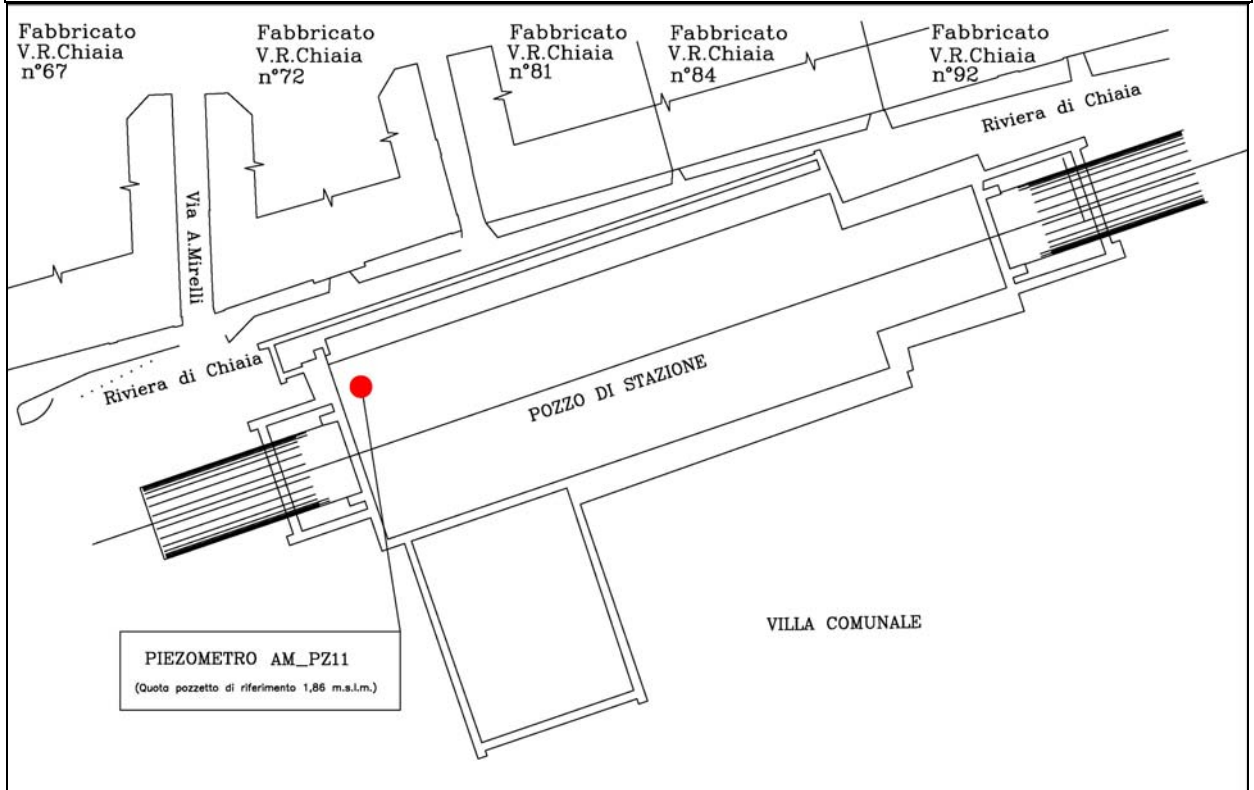 Fabbricato
V.R.Chiaia
n°67
Fabbricato
V.R.Chiaia
n°72
Fabbricato
V.R.Chiaia
n°81
Fabbricato
V.R.Chiaia
n°84
Fabbricato
V.R.Chiaia
n°92
Riviera di Chiaia
Via A.Mirelli
Riviera di Chiaia
POZZO DI STAZIONE
VILLA COMUNALE
PIEZOMETRO AM_PZ11
(Quota pozzetto di riferimento 1,86 m.s.l.m.)